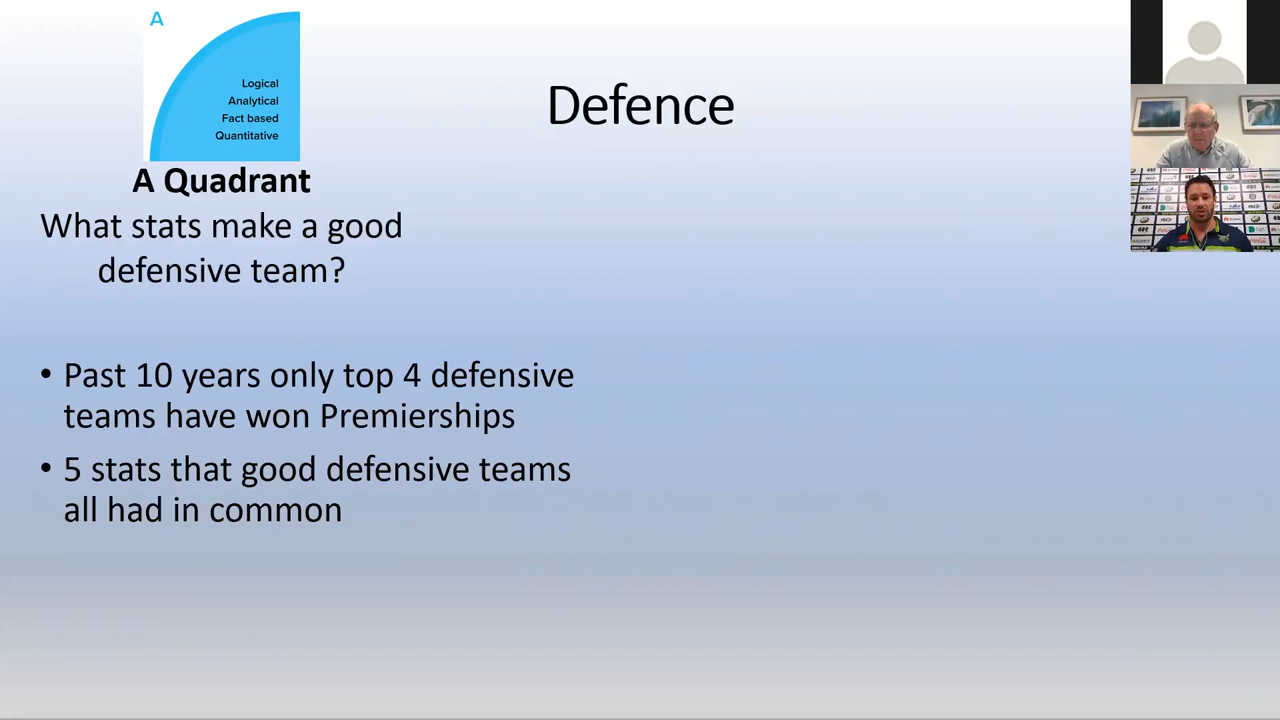 A
Logical
Analytical
Fact based
Quantitative
Defence
A Quadrant
What stats make a good
defensive team?
• Past 10 years only top 4 defensive
teams have won Premierships
• 5 stats that good defensive teams
all had in common